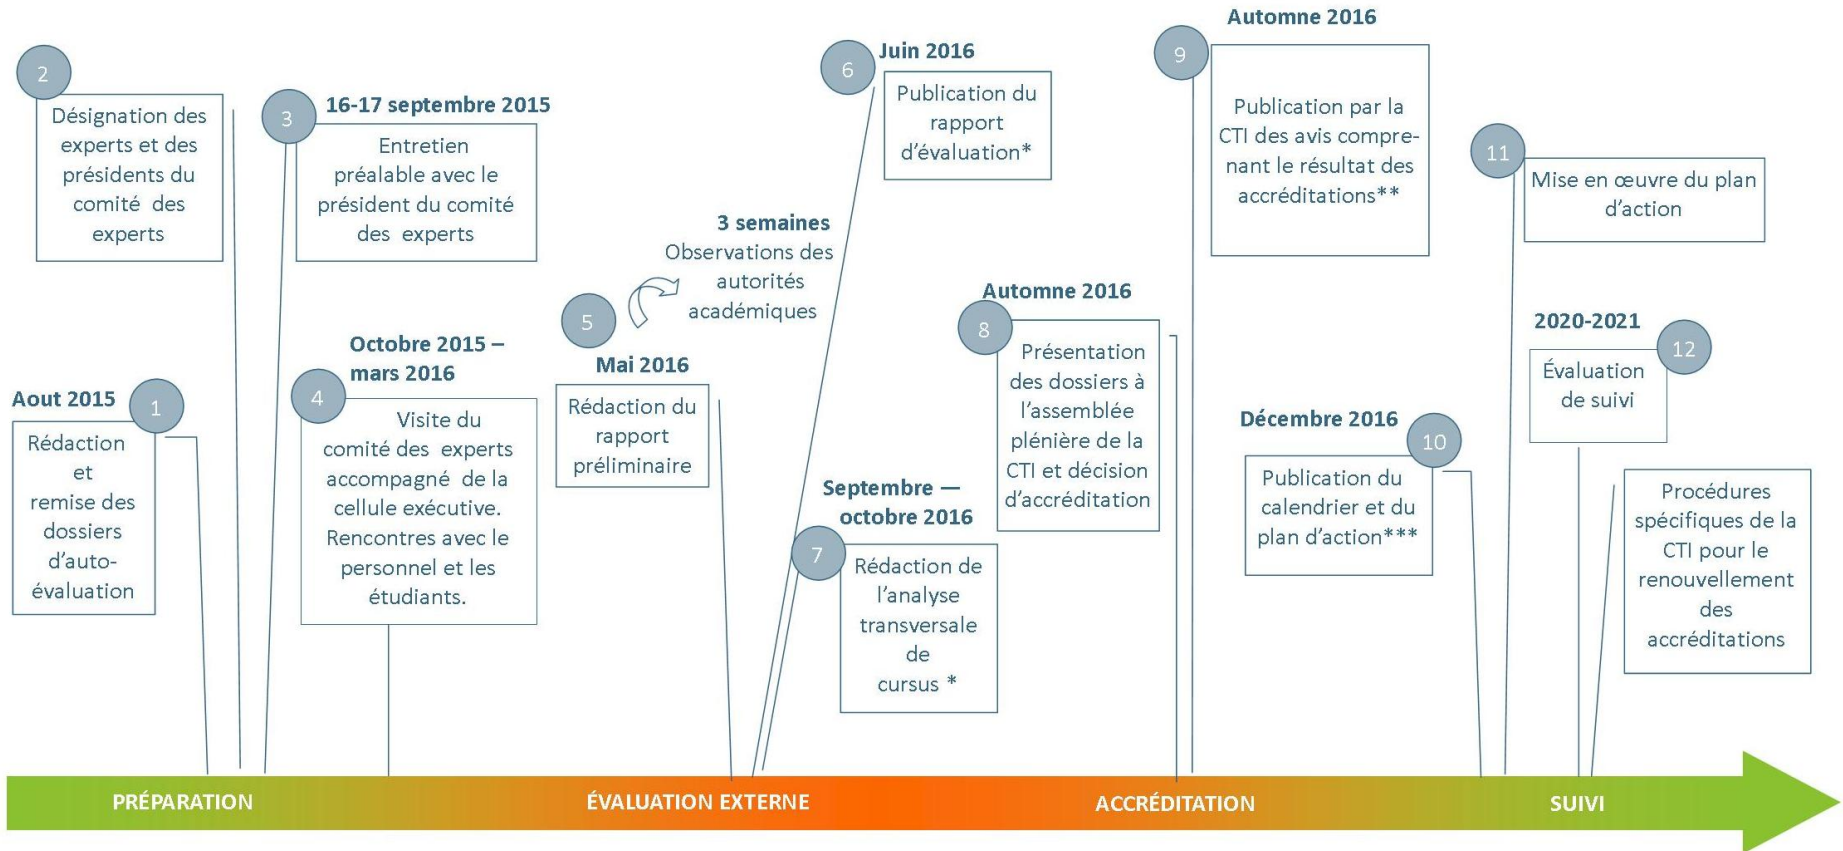 Aout 2015
1
Rédaction
et
remise des
dossiers
d'auto-
évaluation
2
Désignation des
experts et des
présidents du
comité des
experts
3
16-17 septembre 2015
Entretien
préalable avec le
président du comité
des experts
Octobre 2015 –
mars 2016
4
Visite du
comité des experts
accompagné de la
cellule exécutive.
Rencontres avec le
personnel et les
étudiants.
5
Mai 2016
Rédaction du
rapport
préliminaire
3 semaines
Observations des
autorités
académiques
6
Juin 2016
Publication du
rapport
d'évaluation*
Septembre —
octobre 2016
7
Rédaction de
l'analyse
transversale
de
cursus *
Automne 2016
8
Présentation
des dossiers à
l'assemblée
plénière de la
CTI et décision
d'accréditation
Automne 2016
9
Publication par la
CTI des avis compre-
nant le résultat des
accréditations**
Décembre 2016
10
Publication du
calendrier et du
plan d'action***
11
Mise en œuvre du plan
d'action
2020-2021
12
Évaluation
de suivi
Procédures
spécifiques de la
CTI pour le
renouvellement
des
accréditations
PRÉPARATION
ÉVALUATION EXTERNE
ACCRÉDITATION
SUIVI